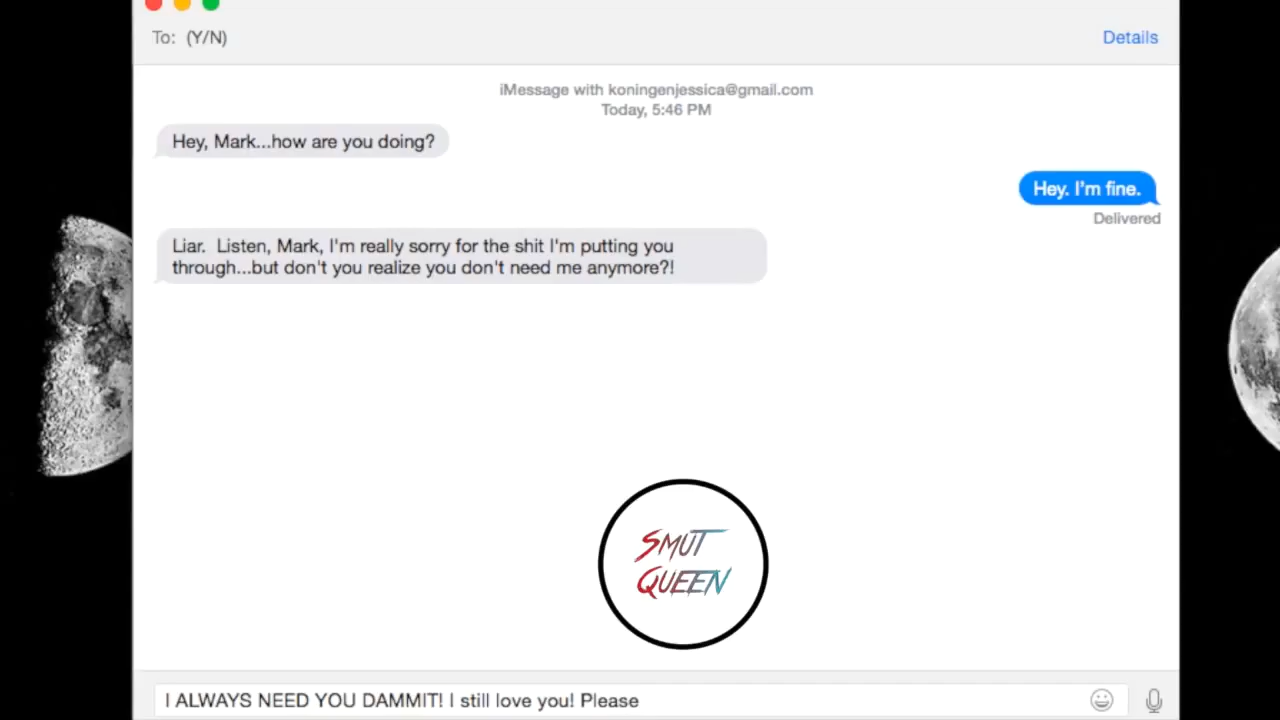 To: (Y/N)
Details
iMessage with koningenjessica@gmail.com
Today, 5:46 PM
Hey, Mark...how are you doing?
Hey. I'm fine.
Delivered
Liar.  Listen, Mark, I'm really sorry for the shit I'm putting you
through...but don't you realize you don't need me anymore?!
SMUT
QUEEN
I ALWAYS NEED YOU DAMMIT! I still love you! Please